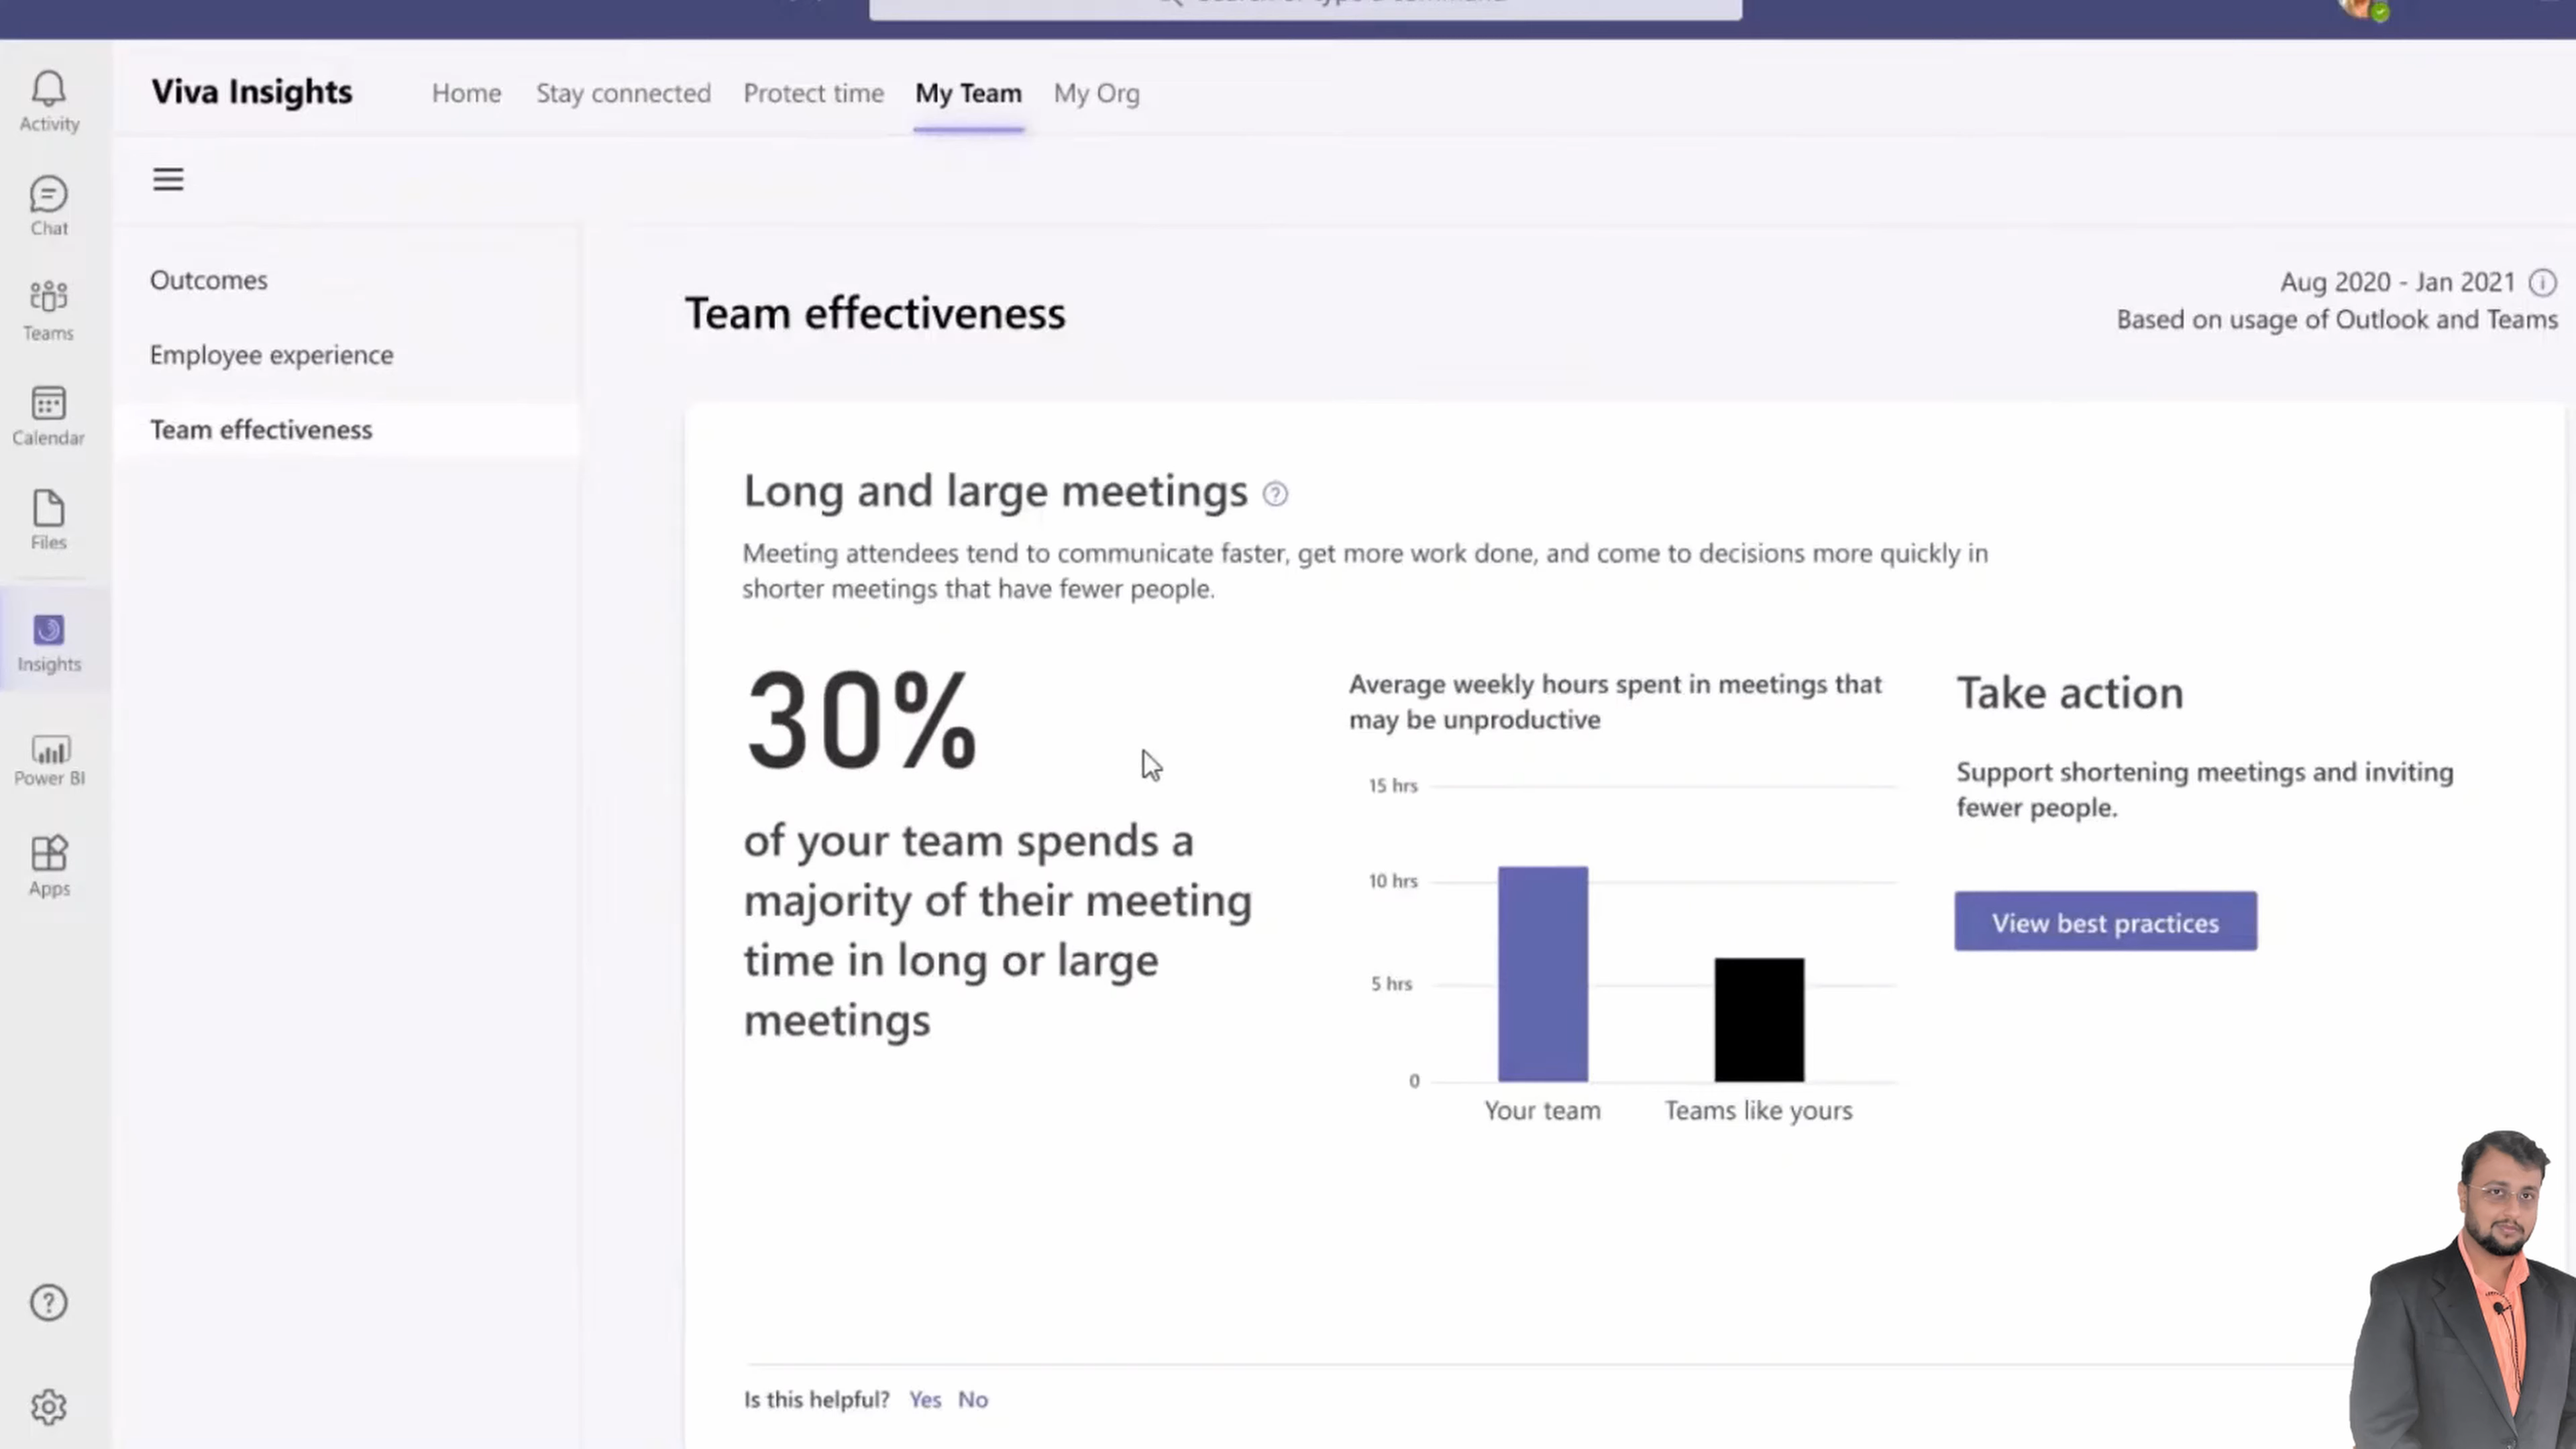 Search or type a command
Viva Insights
Home
Stay connected
Protect time
My Team
My Org
Activity
Chat
Teams
Calendar
Files
Insights
Power BI
Apps
Outcomes
Employee experience
Team effectiveness
Team effectiveness
Aug 2020 - Jan 2021
Based on usage of Outlook and Teams
Long and large meetings
Meeting attendees tend to communicate faster, get more work done, and come to decisions more quickly in
shorter meetings that have fewer people.
30%
of your team spends a
majority of their meeting
time in long or large
meetings
Average weekly hours spent in meetings that
may be unproductive
15 hrs
10 hrs
5 hrs
0
Your team
Teams like yours
Take action
Support shortening meetings and inviting
fewer people.
View best practices
Is this helpful? Yes No